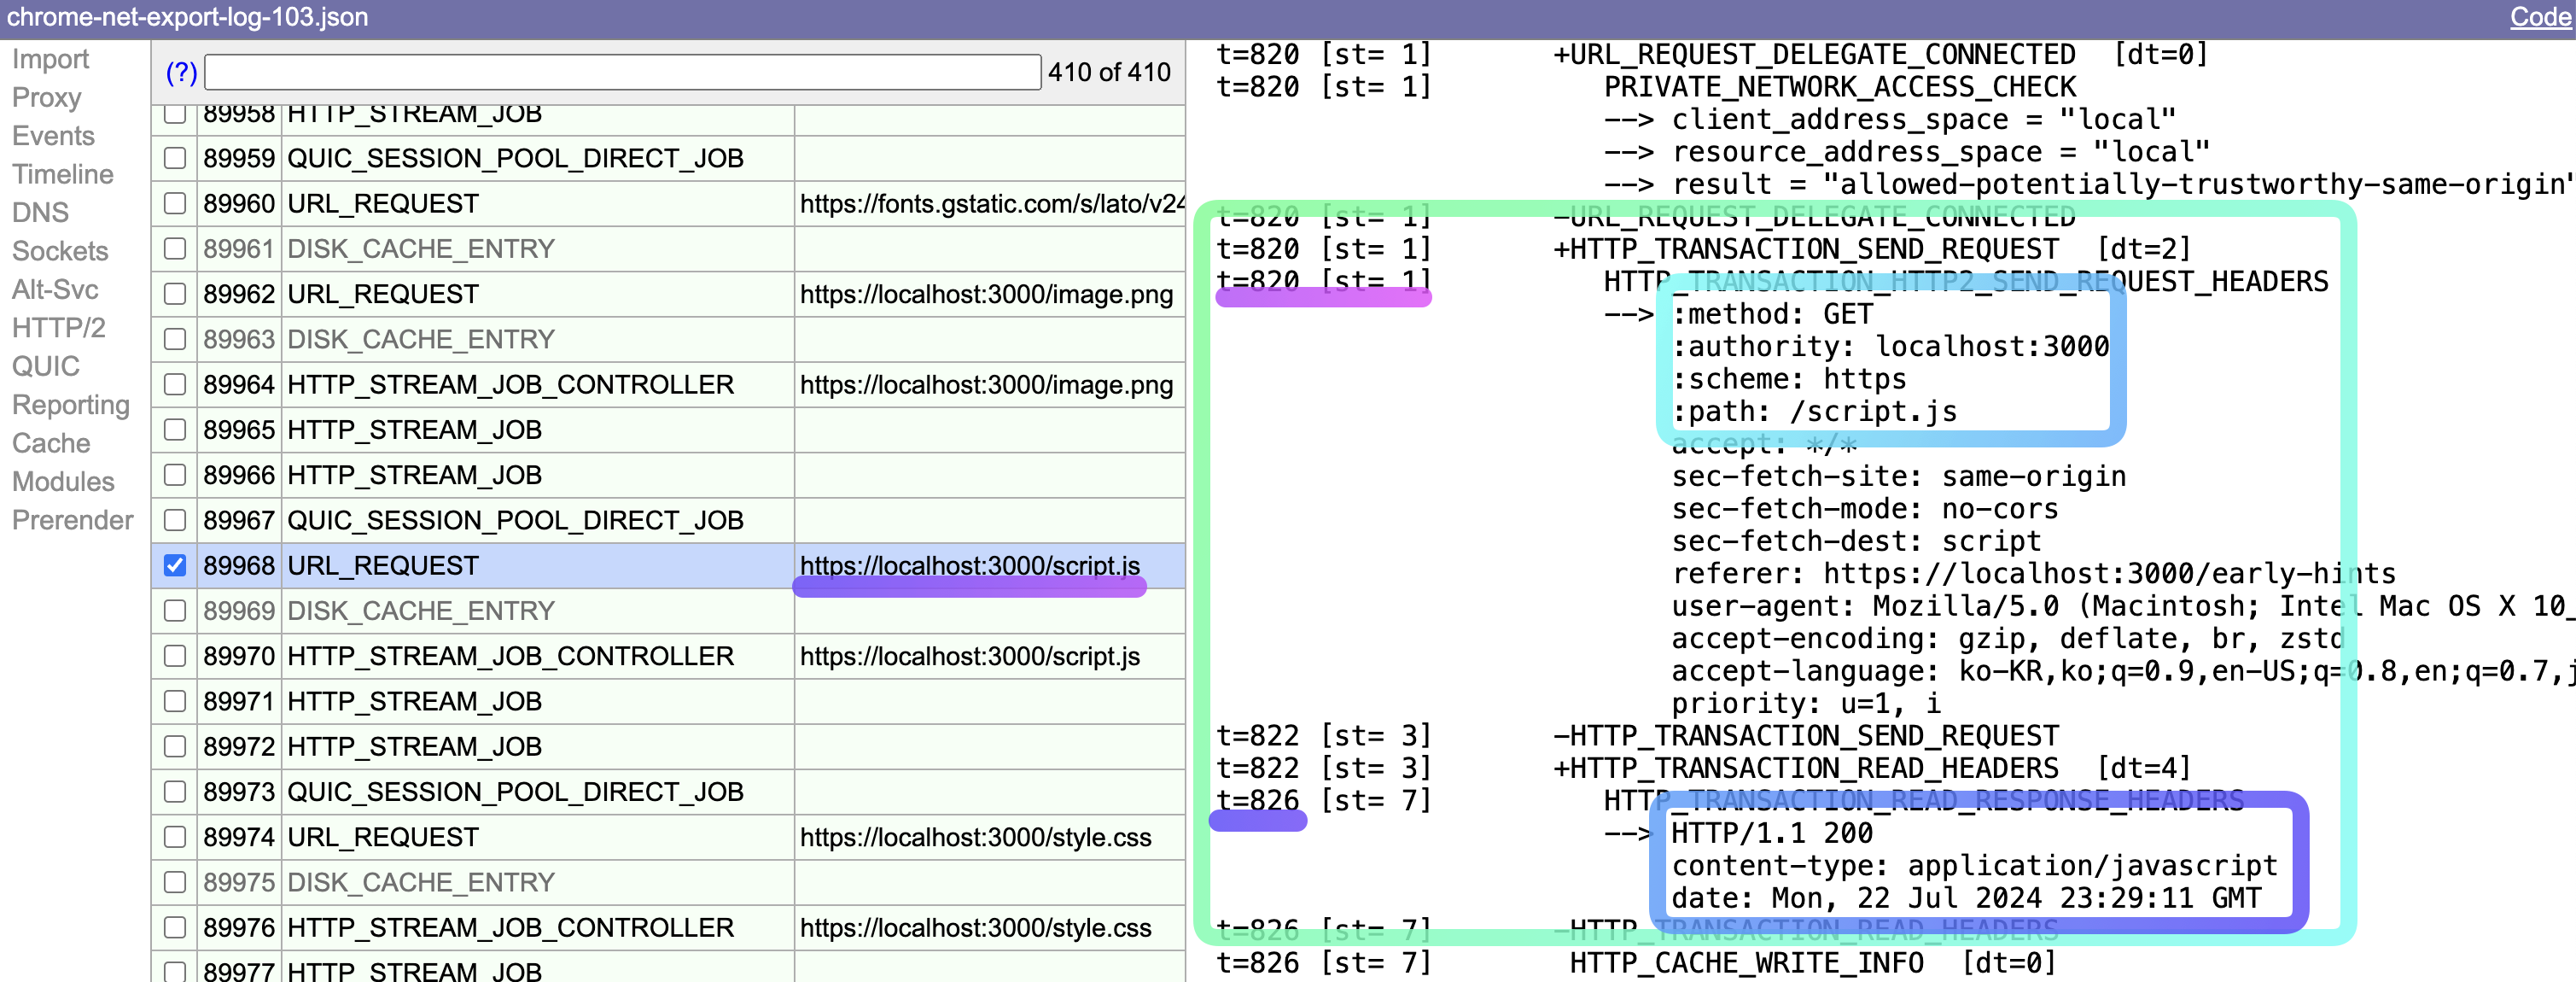 chrome-net-export-log-103.json
Code
Import
Proxy
Events
Timeline
DNS
Sockets
Alt-Svc
HTTP/2
QUIC
Reporting
Cache
Modules
Prerender
(?)
410 of 410
89958 HTTP_STREAM_JOB
89959 QUIC_SESSION_POOL_DIRECT_JOB
89960 URL_REQUEST https://fonts.gstatic.com/s/lato/v24
89961 DISK_CACHE_ENTRY
89962 URL_REQUEST https://localhost:3000/image.png
89963 DISK_CACHE_ENTRY
89964 HTTP_STREAM_JOB_CONTROLLER https://localhost:3000/image.png
89965 HTTP_STREAM_JOB
89966 HTTP_STREAM_JOB
89967 QUIC_SESSION_POOL_DIRECT_JOB
89968 URL_REQUEST https://localhost:3000/script.js
89969 DISK_CACHE_ENTRY
89970 HTTP_STREAM_JOB_CONTROLLER https://localhost:3000/script.js
89971 HTTP_STREAM_JOB
89972 HTTP_STREAM_JOB
89973 QUIC_SESSION_POOL_DIRECT_JOB
89974 URL_REQUEST https://localhost:3000/style.css
89975 DISK_CACHE_ENTRY
89976 HTTP_STREAM_JOB_CONTROLLER https://localhost:3000/style.css
89977 HTTP_STREAM_JOB
t=820 [st= 1] +URL_REQUEST_DELEGATE_CONNECTED [dt=0]
t=820 [st= 1] PRIVATE_NETWORK_ACCESS_CHECK
--> client_address_space = "local"
--> resource_address_space = "local"
--> result = "allowed-potentially-trustworthy-same-origin"
t=820 [st= 1] -URL_REQUEST_DELEGATE_CONNECTED
t=820 [st= 1] +HTTP_TRANSACTION_SEND_REQUEST [dt=2]
t=820 [st= 1] HTTP_TRANSACTION_HTTP2_SEND_REQUEST_HEADERS
--> :method: GET
:authority: localhost:3000
:scheme: https
:path: /script.js
accept: */*
sec-fetch-site: same-origin
sec-fetch-mode: no-cors
sec-fetch-dest: script
referer: https://localhost:3000/early-hints
user-agent: Mozilla/5.0 (Macintosh; Intel Mac OS X 10_
accept-encoding: gzip, deflate, br, zstd
accept-language: ko-KR,ko;q=0.9,en-US;q=0.8,en;q=0.7,j
priority: u=1, i
t=822 [st= 3] -HTTP_TRANSACTION_SEND_REQUEST
t=822 [st= 3] +HTTP_TRANSACTION_READ_HEADERS [dt=4]
t=826 [st= 7] HTTP_TRANSACTION_READ_RESPONSE_HEADERS
--> HTTP/1.1 200
content-type: application/javascript
date: Mon, 22 Jul 2024 23:29:11 GMT
t=826 [st= 7] -HTTP_TRANSACTION_READ_HEADERS
t=826 [st= 7] HTTP_CACHE_WRITE_INFO [dt=0]